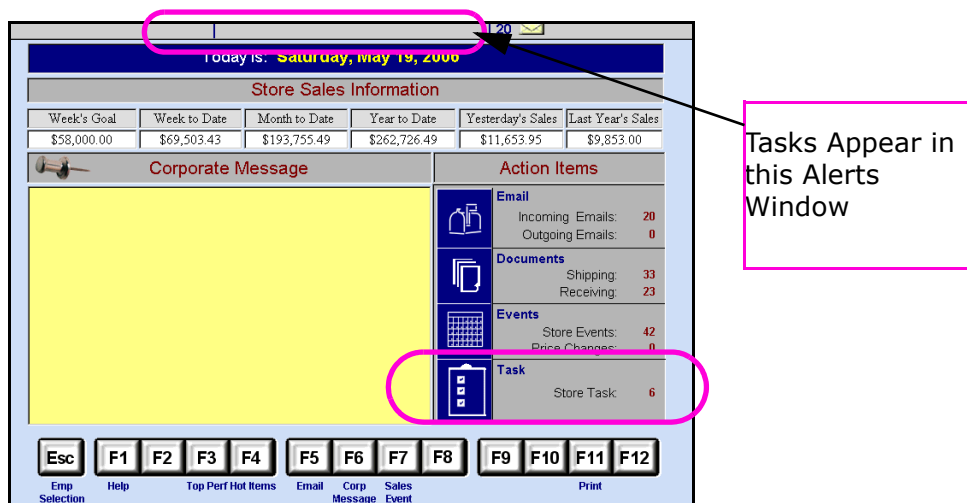 20
Today is: Saturday, May 19, 2006
Store Sales Information
Week's Goal Week to Date Month to Date Year to Date Yesterday's Sales Last Year's Sales
$58,000.00 $69,503.43 $193,755.49 $262,726.49 $11,653.95 $9,853.00
Corporate Message
Action Items
Email
Incoming Emails: 20
Outgoing Emails: 0
Documents
Shipping: 33
Receiving: 23
Events
Store Events: 42
Price Changes: 0
Task
Store Task: 6
Esc F1 F2 F3 F4 F5 F6 F7 F8 F9 F10 F11 F12
Emp Selection
Help
Top Perf
Hot Items
Email
Corp Message
Sales Event
Print
Tasks Appear in
this Alerts
Window